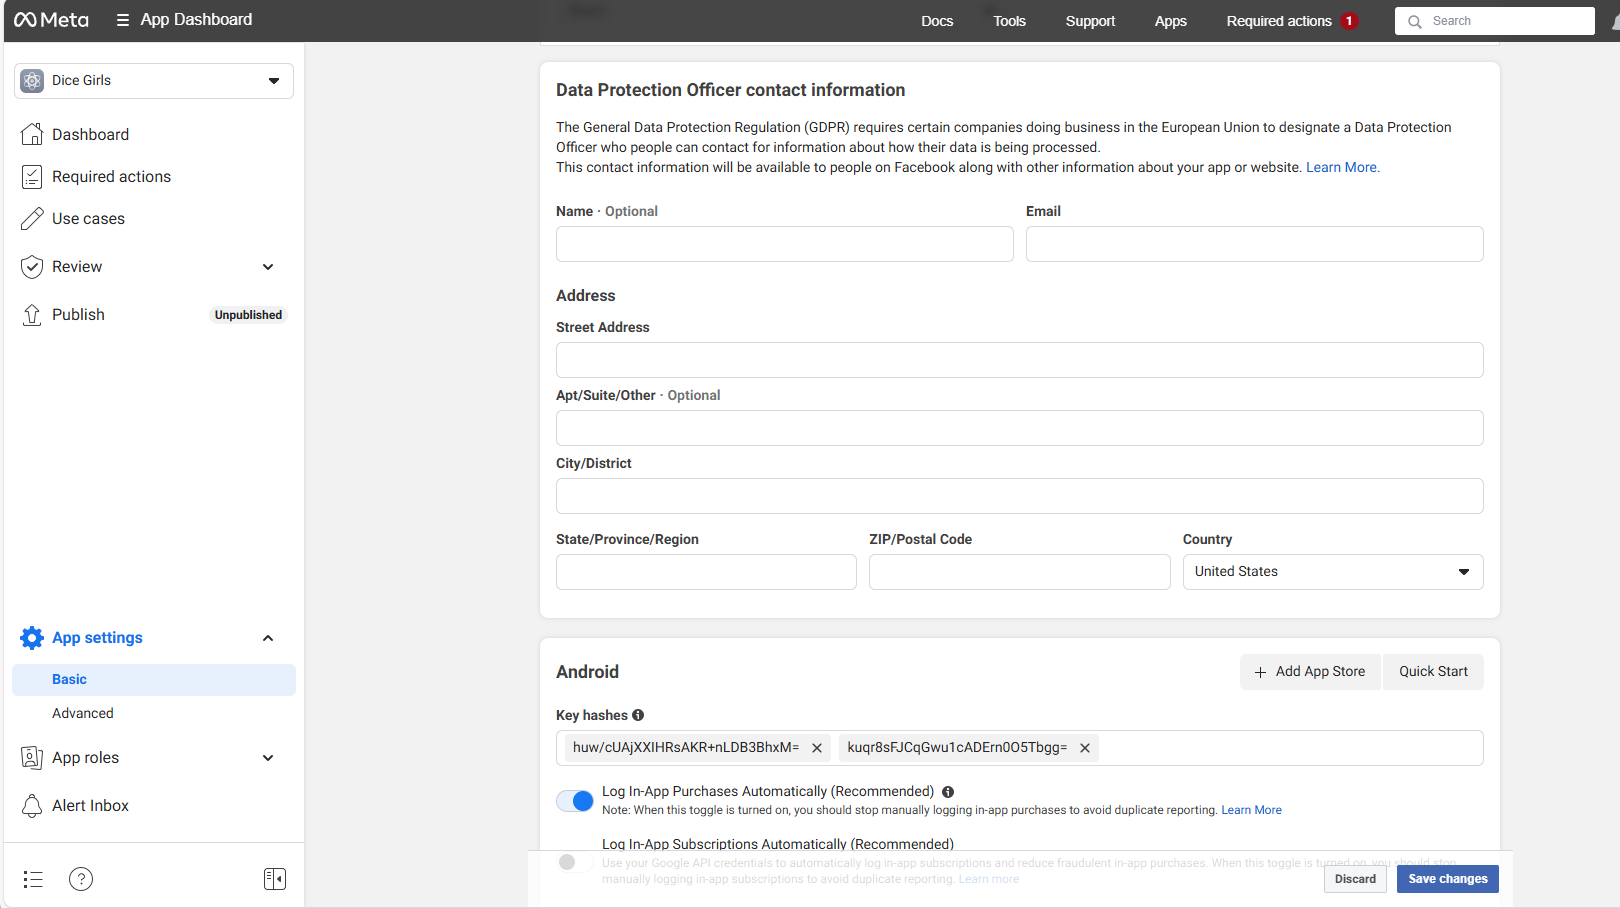 Meta
App Dashboard
Docs
Tools
Support
Apps
Required actions
1
Search
Dice Girls
Dashboard
Required actions
Use cases
Review
Publish
Unpublished
App settings
Basic
Advanced
App roles
Alert Inbox
?
Data Protection Officer contact information
The General Data Protection Regulation (GDPR) requires certain companies doing business in the European Union to designate a Data Protection
Officer who people can contact for information about how their data is being processed.
This contact information will be available to people on Facebook along with other information about your app or website. Learn More.
Name · Optional
Email
Address
Street Address
Apt/Suite/Other · Optional
City/District
State/Province/Region
ZIP/Postal Code
Country
United States
Android
+ Add App Store
Quick Start
Key hashes
huw/cUAjXXIHRsAKR+nLDB3BhxM=
kuqr8sFJCqGwu1cADErn0O5Tbgg=
Log In-App Purchases Automatically (Recommended)
Note: When this toggle is turned on, you should stop manually logging in-app purchases to avoid duplicate reporting. Learn More
Log In-App Subscriptions Automatically (Recommended)
Use your Google API credentials to automatically log in-app subscriptions and reduce fraudulent in-app purchases. When this toggle is turned on, you should stop
manually logging in-app subscriptions to avoid duplicate reporting. Learn more
Discard
Save changes